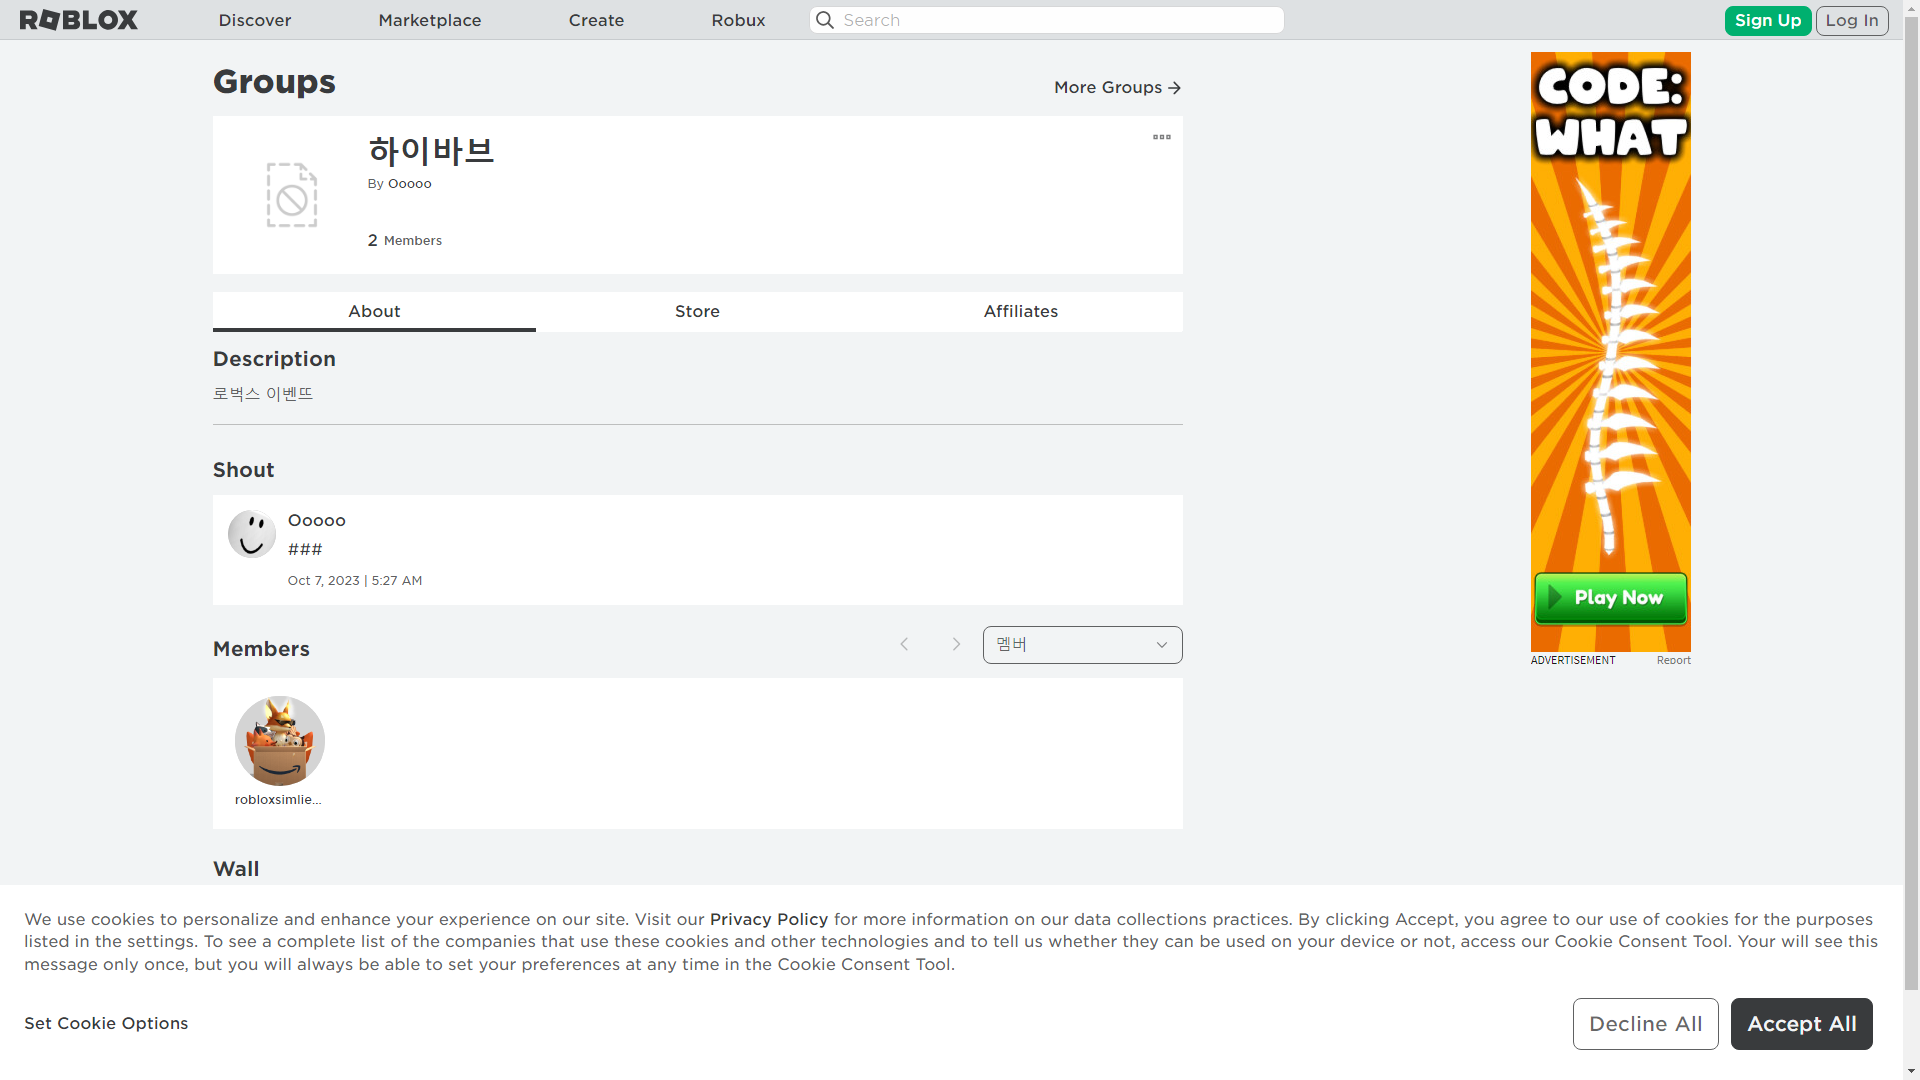 ROBLOX
Discover
Marketplace
Create
Robux
Search
Sign Up
Log In
Groups
More Groups
하이바브
By Ooooo
2 Members
About
Store
Affiliates
Description
로벅스 이벤뜨
Shout
Ooooo
###
Oct 7, 2023 | 5:27 AM
Members
멤버
robloxsimlie...
Wall
CODE:
WHAT
Play Now
ADVERTISEMENT
Report
We use cookies to personalize and enhance your experience on our site. Visit our Privacy Policy for more information on our data collections practices. By clicking Accept, you agree to our use of cookies for the purposes
listed in the settings. To see a complete list of the companies that use these cookies and other technologies and to tell us whether they can be used on your device or not, access our Cookie Consent Tool. Your will see this
message only once, but you will always be able to set your preferences at any time in the Cookie Consent Tool.
Set Cookie Options
Decline All
Accept All